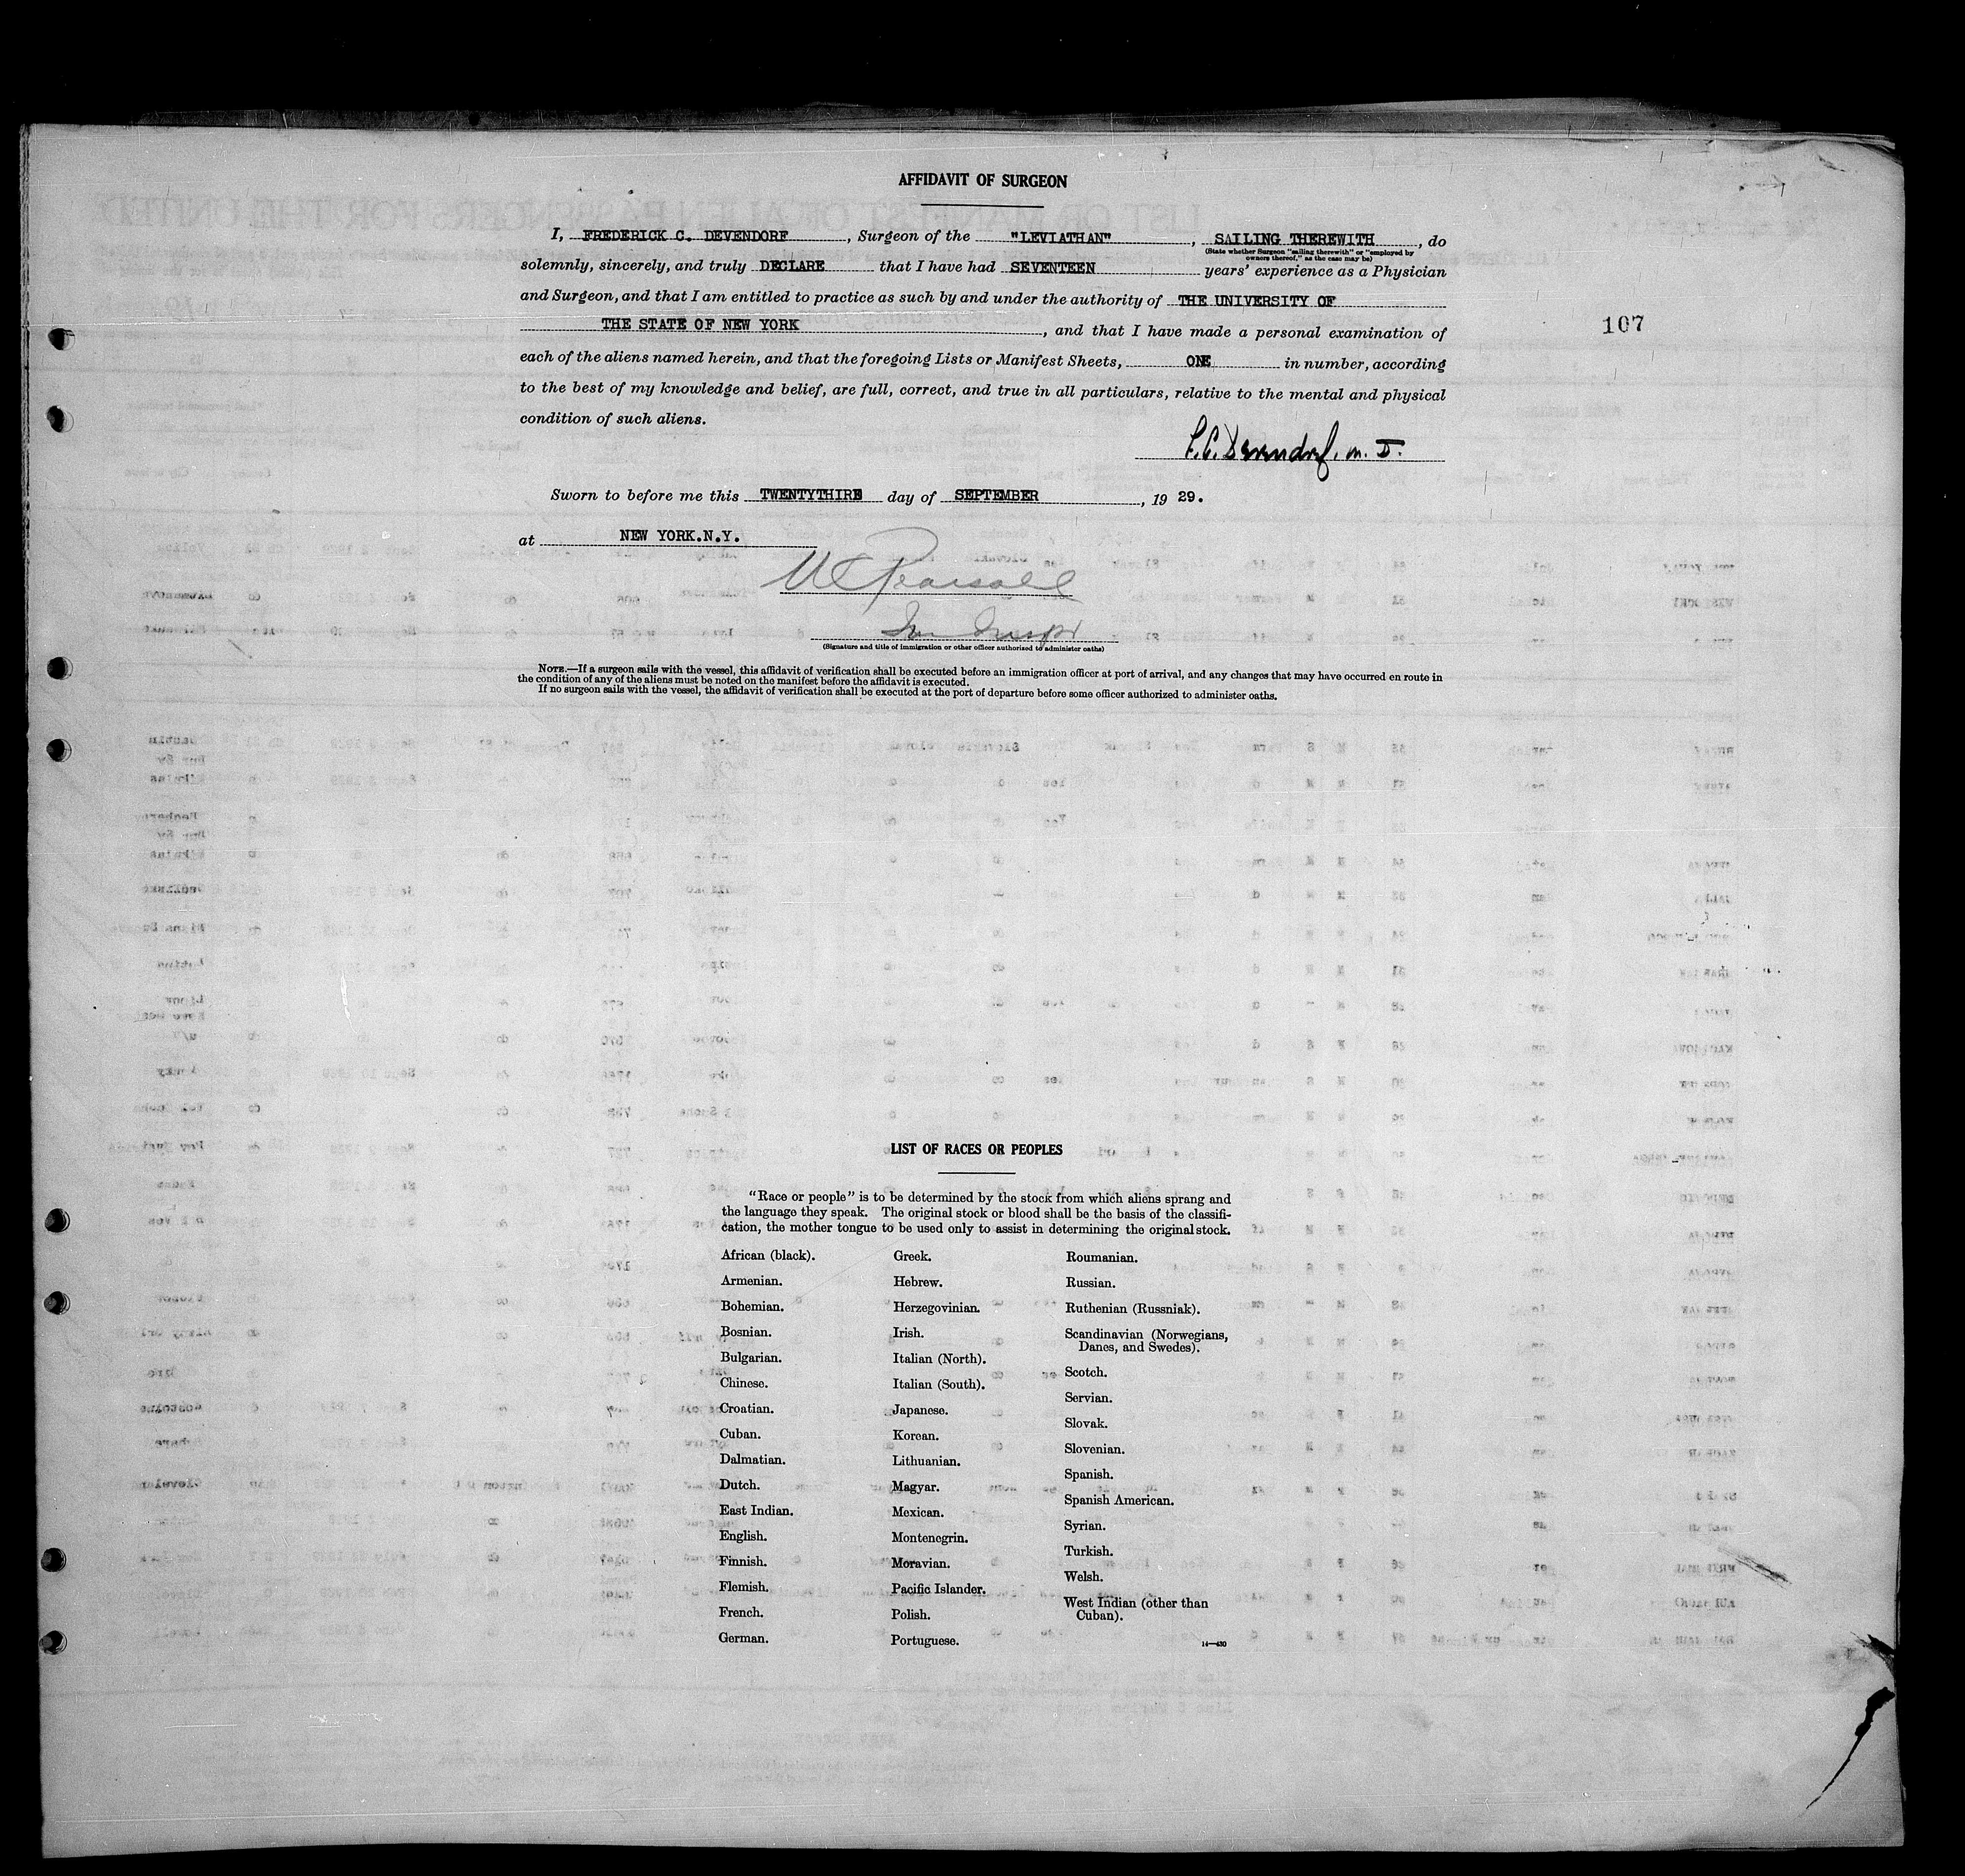 AFFIDAVIT OF SURGEON
I, FREDERICK C. DEVENDORF, Surgeon of the "LEVIATHAN", SAILING THEREWITH, do
(State whether Surgeon "sailing therewith" or "employed by
owners thereof," as the case may be)
solemnly, sincerely, and truly DECLARE that I have had SEVENTEEN years' experience as a Physician
and Surgeon, and that I am entitled to practice as such by and under the authority of THE UNIVERSITY OF
THE STATE OF NEW YORK, and that I have made a personal examination of
107
each of the aliens named herein, and that the foregoing Lists or Manifest Sheets, ONE in number, according
to the best of my knowledge and belief, are full, correct, and true in all particulars, relative to the mental and physical
condition of such aliens.
F.C. Devendorf, M. D.
Sworn to before me this TWENTYTHIRD day of SEPTEMBER, 19 29.
at NEW YORK.N.Y.
(Signature and title of immigration or other officer authorized to administer oaths)
NOTE.—If a surgeon sails with the vessel, this affidavit of verification shall be executed before an immigration officer at port of arrival, and any changes that may have occurred en route in
the condition of any of the aliens must be noted on the manifest before the affidavit is executed.
If no surgeon sails with the vessel, the affidavit of verification shall be executed at the port of departure before some officer authorized to administer oaths.
LIST OF RACES OR PEOPLES
"Race or people" is to be determined by the stock from which aliens sprang and
the language they speak. The original stock or blood shall be the basis of the classifi-
cation, the mother tongue to be used only to assist in determining the original stock.
African (black).
Armenian.
Bohemian.
Bosnian.
Bulgarian.
Chinese.
Croatian.
Cuban.
Dalmatian.
Dutch.
East Indian.
English.
Finnish.
Flemish.
French.
German.
Greek.
Hebrew.
Herzegovinian.
Irish.
Italian (North).
Italian (South).
Japanese.
Korean.
Lithuanian.
Magyar.
Mexican.
Montenegrin.
Moravian.
Pacific Islander.
Polish.
Portuguese.
Roumanian.
Russian.
Ruthenian (Russniak).
Scandinavian (Norwegians,
Danes, and Swedes).
Scotch.
Servian.
Slovak.
Slovenian.
Spanish.
Spanish American.
Syrian.
Turkish.
Welsh.
West Indian (other than
Cuban).
14—430